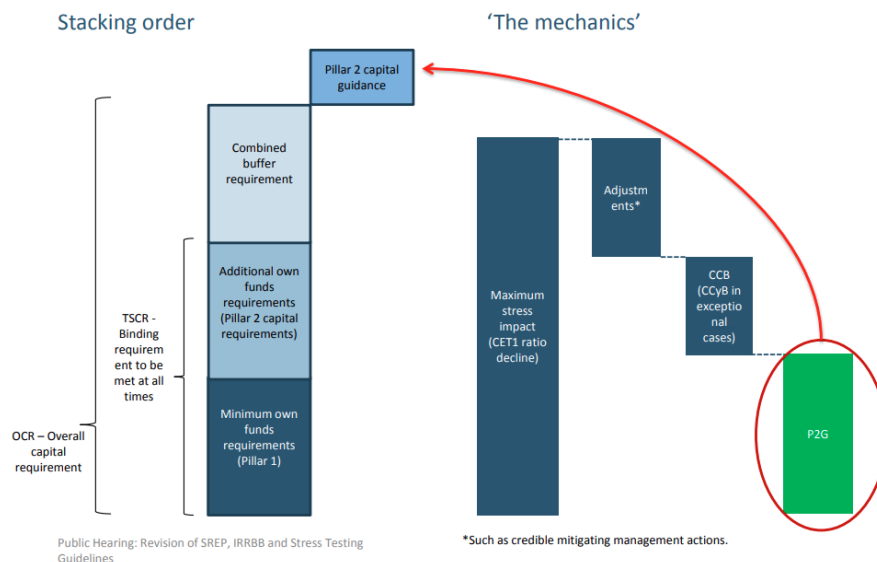 Stacking order
‘The mechanics’
Pillar 2 capital
guidance
Combined
buffer
requirement
Additional own
funds
requirements
(Pillar 2 capital
requirements)
Minimum own
funds
requirements
(Pillar 1)
TSCR -
Binding
requirem
ent to be
met at all
times
OCR – Overall
capital
requirement
Maximum
stress
impact
(CET1 ratio
decline)
Adjustm
ents*
CCB
(CCyB in
exceptio
nal
cases)
P2G
Public Hearing: Revision of SREP, IRRBB and Stress Testing
Guidelines
*Such as credible mitigating management actions.